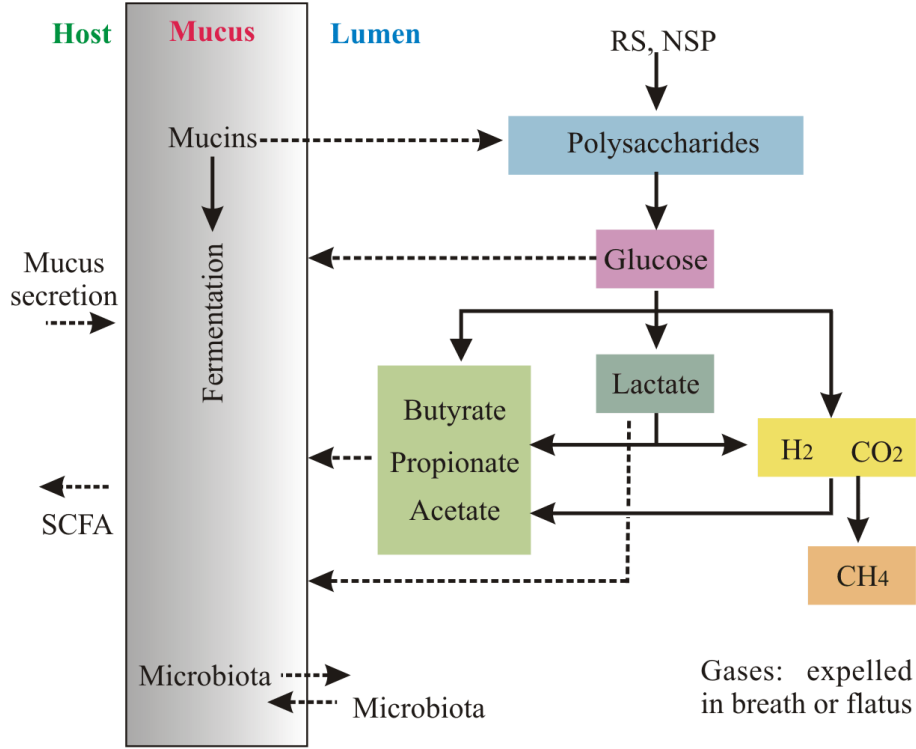 Host
Mucus
Lumen
RS, NSP
Mucins
Polysaccharides
Glucose
Mucus
secretion
Fermentation
Lactate
Butyrate
H2
CO2
Propionate
Acetate
SCFA
CH4
Microbiota
Microbiota
Gases: expelled
in breath or flatus